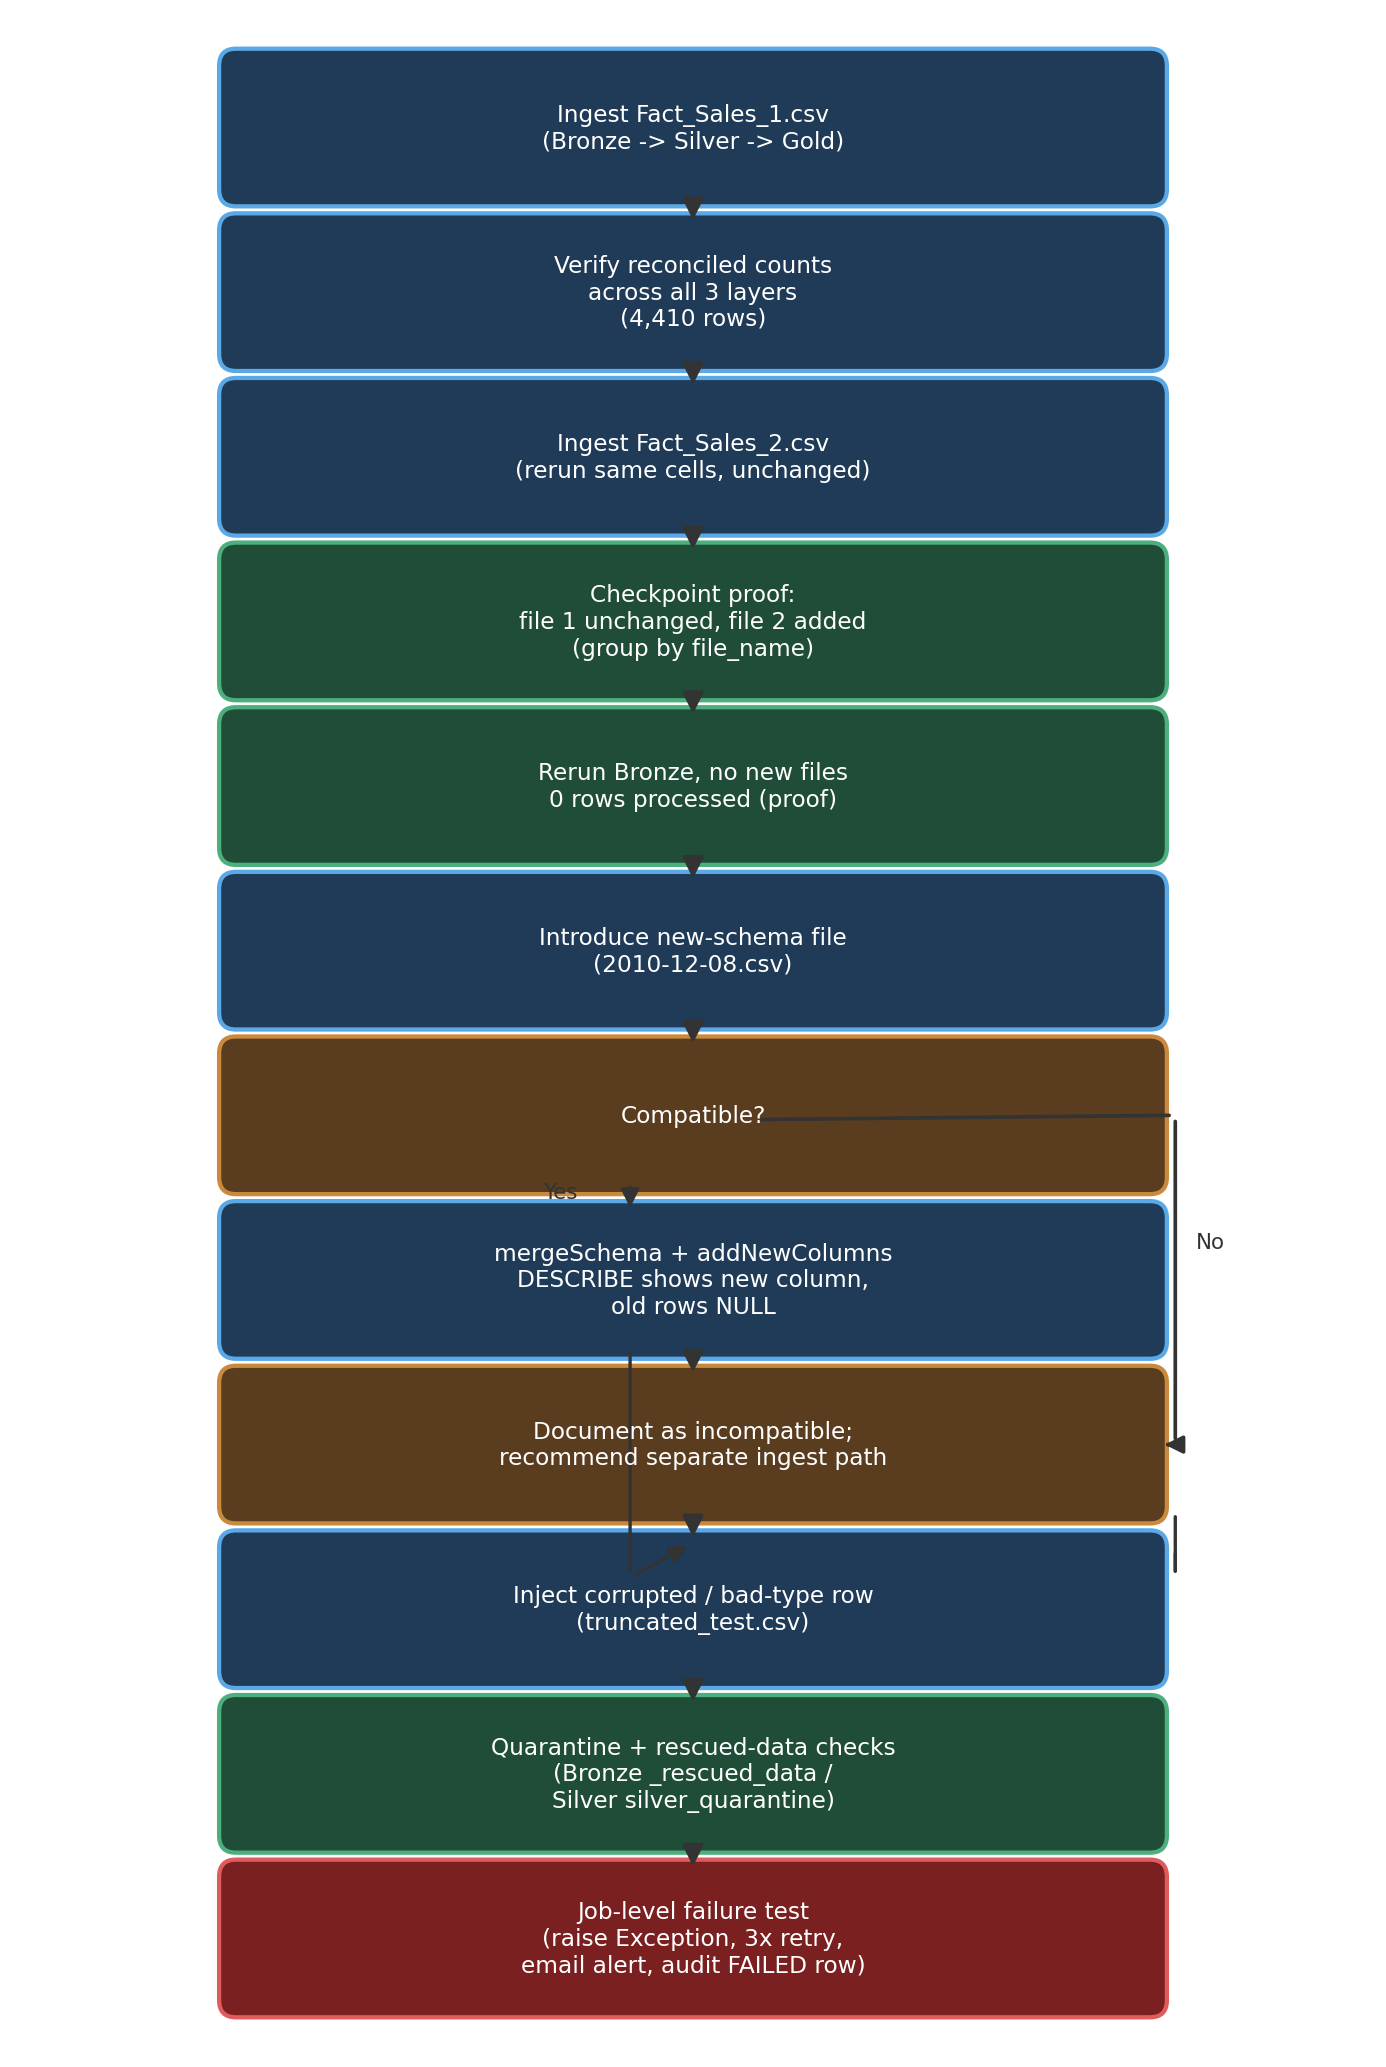 Ingest Fact_Sales_1.csv
(Bronze -> Silver -> Gold)
Verify reconciled counts
across all 3 layers
(4,410 rows)
Ingest Fact_Sales_2.csv
(rerun same cells, unchanged)
Checkpoint proof:
file 1 unchanged, file 2 added
(group by file_name)
Rerun Bronze, no new files
0 rows processed (proof)
Introduce new-schema file
(2010-12-08.csv)
Compatible?
Yes
No
mergeSchema + addNewColumns
DESCRIBE shows new column,
old rows NULL
Document as incompatible;
recommend separate ingest path
Inject corrupted / bad-type row
(truncated_test.csv)
Quarantine + rescued-data checks
(Bronze _rescued_data /
Silver silver_quarantine)
Job-level failure test
(raise Exception, 3x retry,
email alert, audit FAILED row)